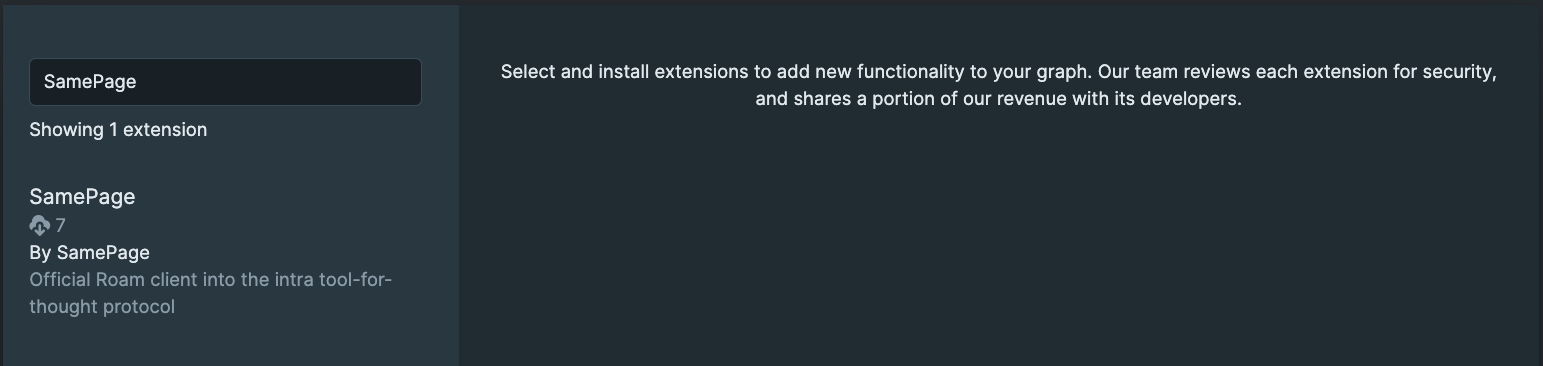 SamePage
Showing 1 extension
SamePage
7
By SamePage
Official Roam client into the intra tool-for-
thought protocol
Select and install extensions to add new functionality to your graph. Our team reviews each extension for security,
and shares a portion of our revenue with its developers.